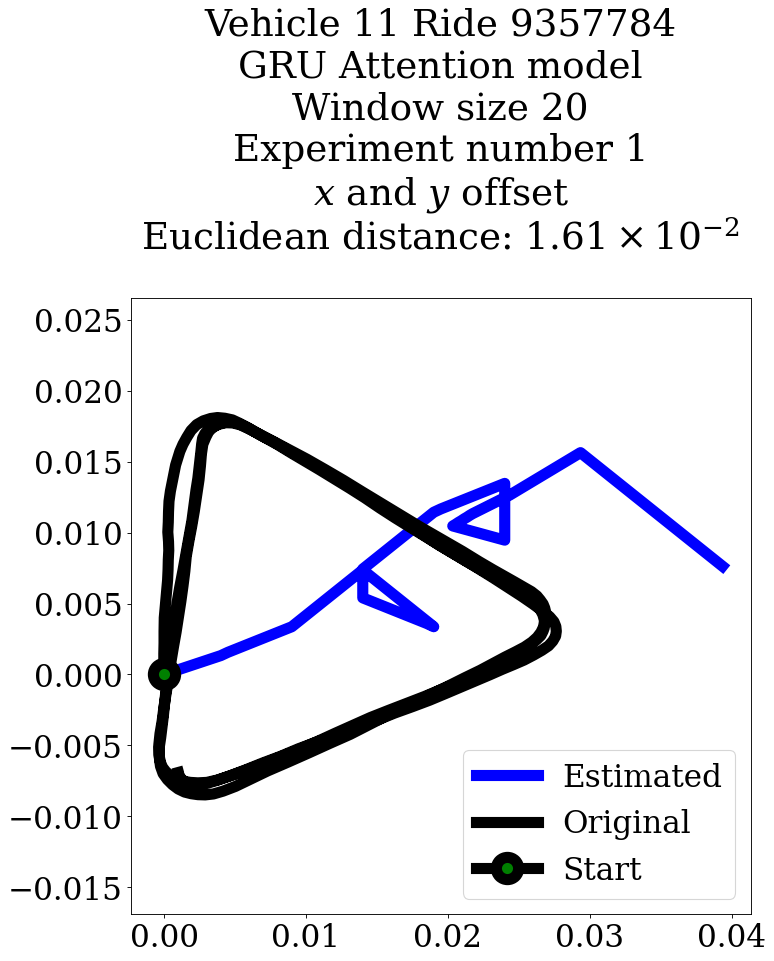 Vehicle 11 Ride 9357784
GRU Attention model
Window size 20
Experiment number 1
x and y offset
Euclidean distance: 1.61 × 10⁻²
0.025
0.020
0.015
0.010
0.005
0.000
−0.005
−0.010
−0.015
Estimated
Original
Start
0.00 0.01 0.02 0.03 0.04